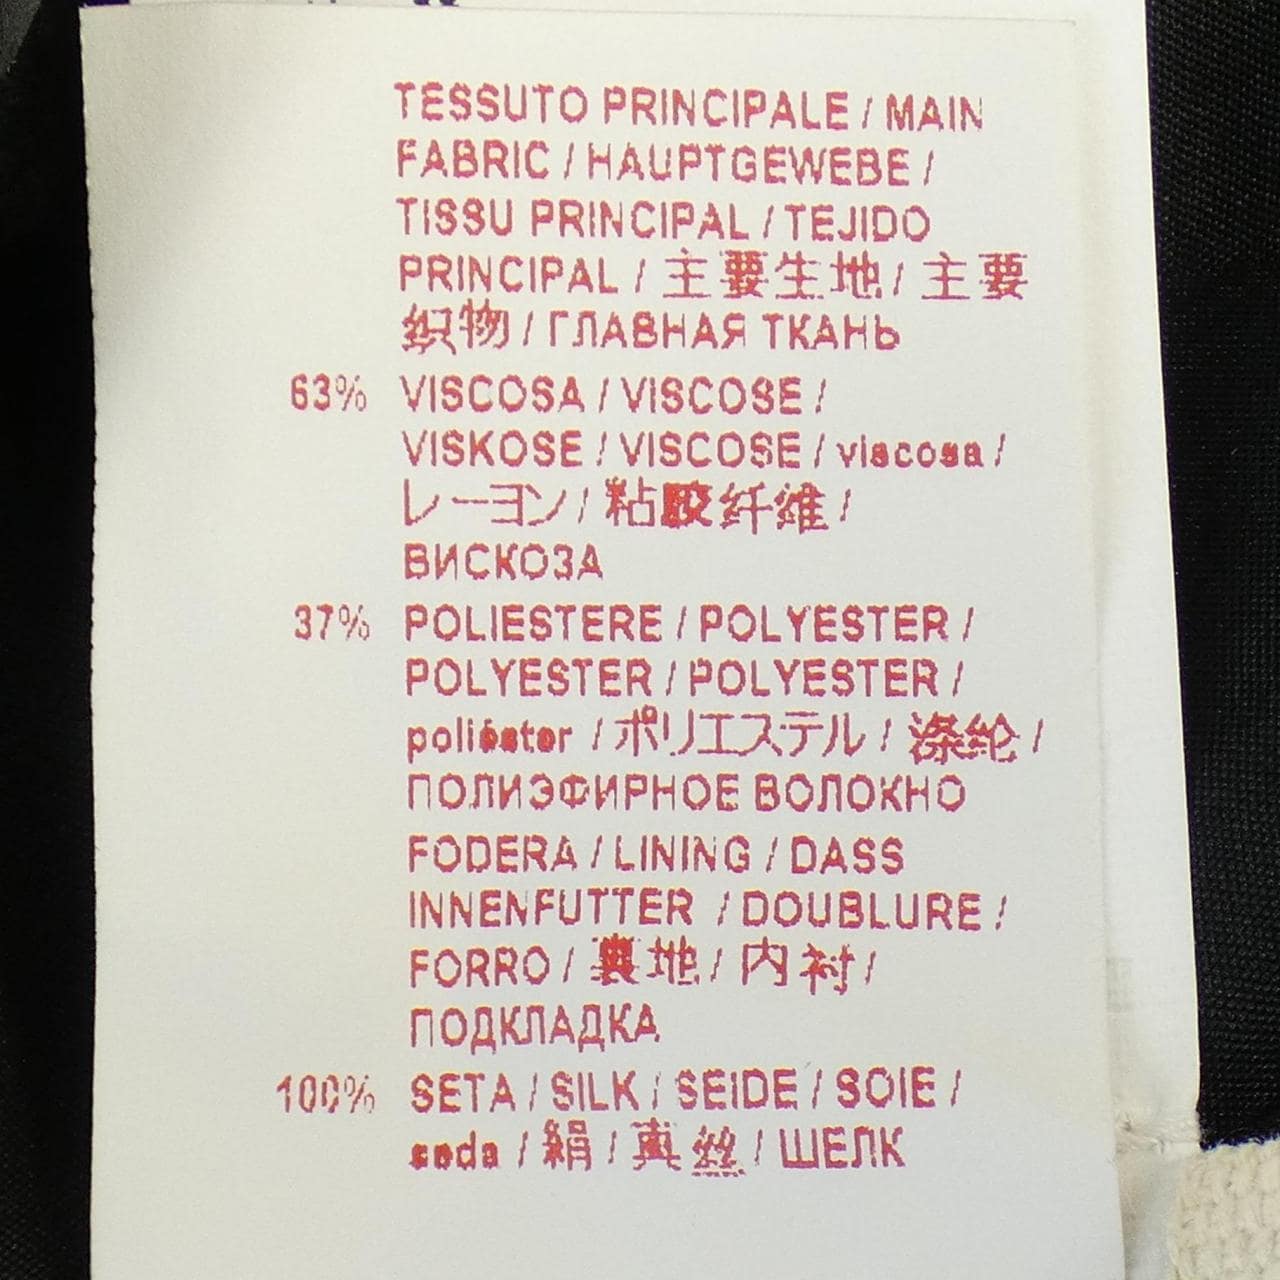 TESSUTO PRINCIPALE / MAIN
FABRIC / HAUPTGEWEBE /
TISSU PRINCIPAL / TEJIDO
PRINCIPAL / 主要生地 / 主要
织物 / ГЛАВНАЯ ТКАНЬ
63% VISCOSA / VISCOSE /
VISKOSE / VISCOSE / viscosa /
レーヨン / 粘胶纤维 /
ВИСКОЗА
37% POLIESTERE / POLYESTER /
POLYESTER / POLYESTER /
poliéster / ポリエステル / 涤纶 /
ПОЛИЭФИРНОЕ ВОЛОКНО
FODERA / LINING / DASS
INNENFUTTER / DOUBLURE /
FORRO / 裏地 / 内衬 /
ПОДКЛАДКА
100% SETA / SILK / SEIDE / SOIE /
seda / 絹 / 真丝 / ШЕЛК